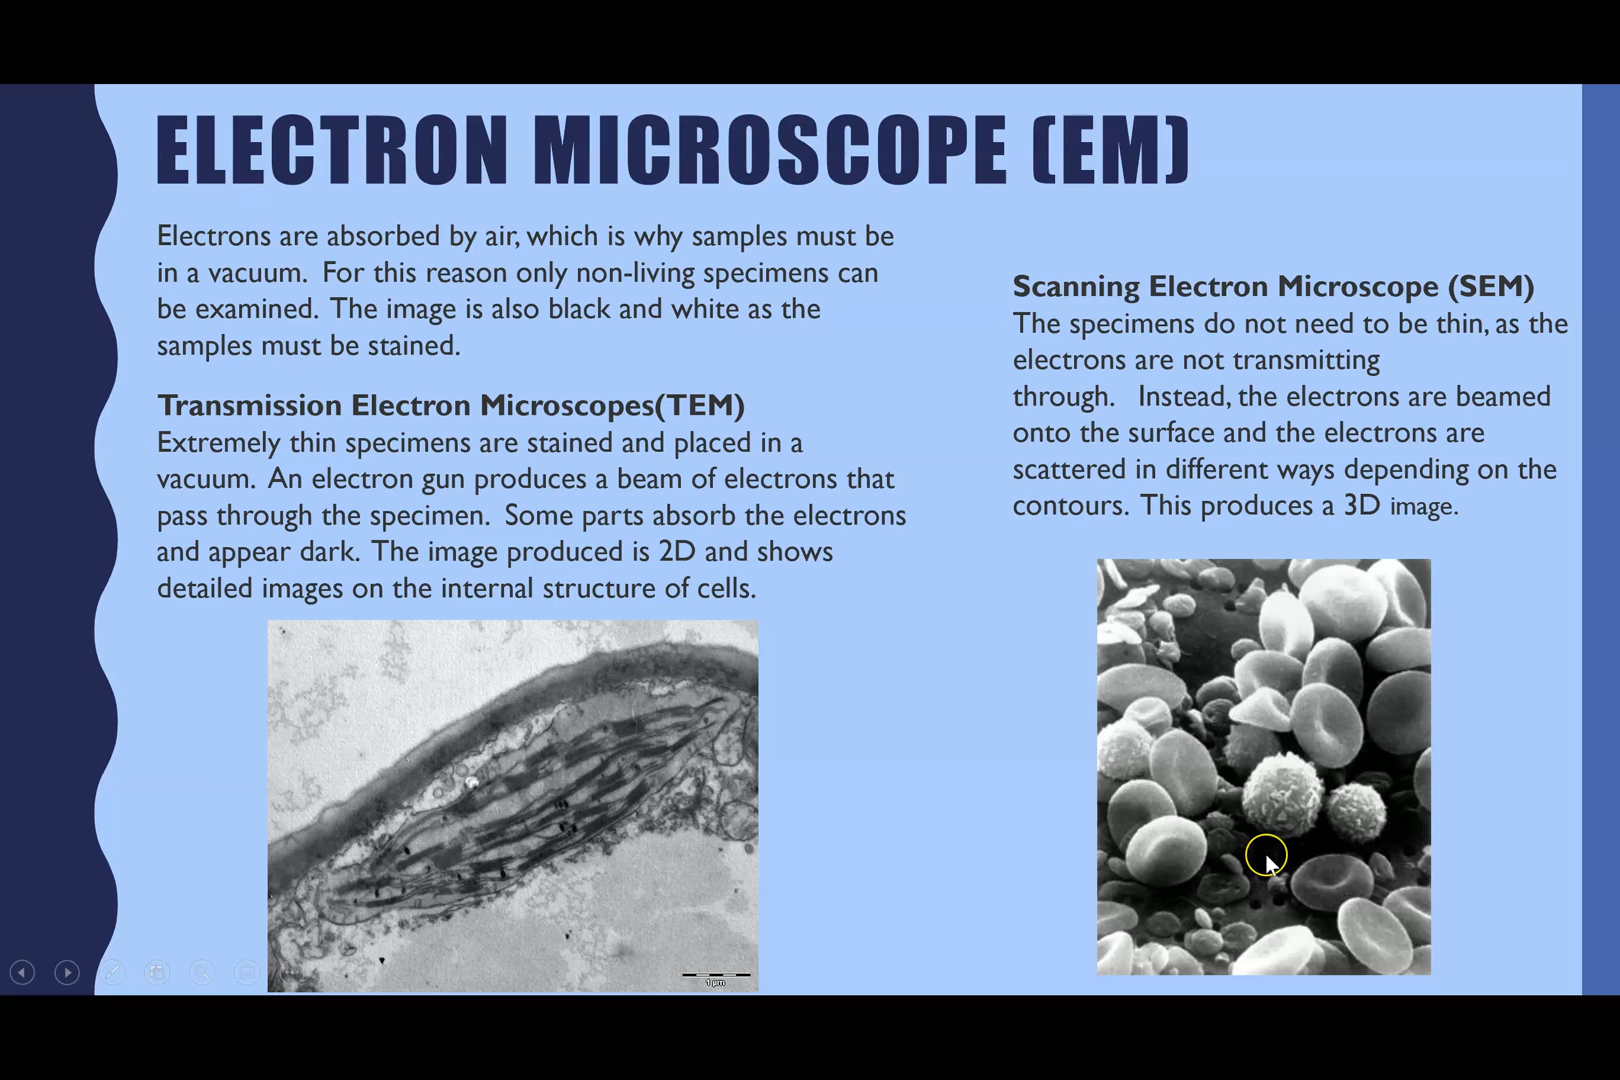 ELECTRON MICROSCOPE (EM)
Electrons are absorbed by air, which is why samples must be
in a vacuum. For this reason only non-living specimens can
be examined. The image is also black and white as the
samples must be stained.
Transmission Electron Microscopes(TEM)
Extremely thin specimens are stained and placed in a
vacuum. An electron gun produces a beam of electrons that
pass through the specimen. Some parts absorb the electrons
and appear dark. The image produced is 2D and shows
detailed images on the internal structure of cells.
1 µm
Scanning Electron Microscope (SEM)
The specimens do not need to be thin, as the
electrons are not transmitting
through. Instead, the electrons are beamed
onto the surface and the electrons are
scattered in different ways depending on the
contours. This produces a 3D image.